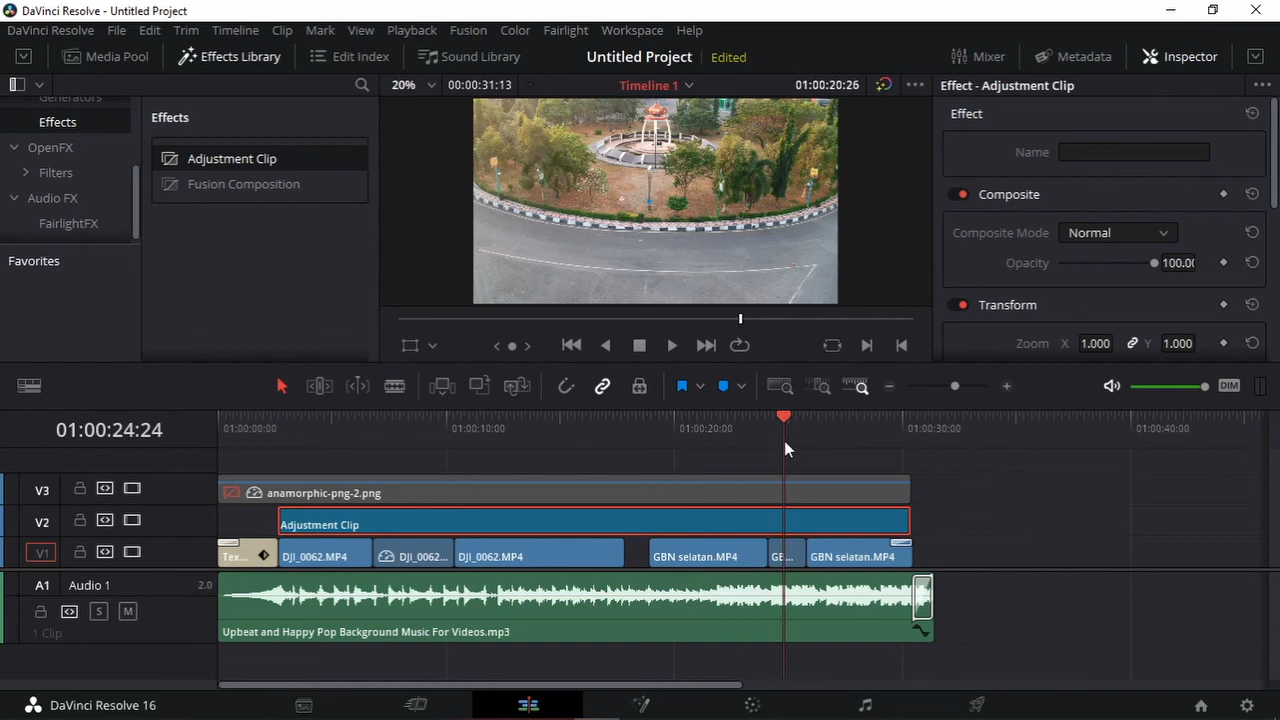 DaVinci Resolve - Untitled Project
DaVinci Resolve File Edit Trim Timeline Clip Mark View Playback Fusion Color Fairlight Workspace Help
Media Pool Effects Library Edit Index Sound Library Untitled Project Edited Mixer Metadata Inspector
20% 00:00:31:13 Timeline 1 01:00:20:26 Effect - Adjustment Clip
Generators
Effects
OpenFX
Filters
Audio FX
FairlightFX
Favorites
Effects
Adjustment Clip
Fusion Composition
Effect
Name
Composite
Composite Mode Normal
Opacity 100.00
Transform
Zoom X 1.000 Y 1.000
DIM
01:00:24:24
01:00:00:00 01:00:10:00 01:00:20:00 01:00:30:00 01:00:40:00
V3 anamorphic-png-2.png
V2 Adjustment Clip
V1 Tex... DJI_0062.MP4 DJI_0062... DJI_0062.MP4 GBN selatan.MP4 GB... GBN selatan.MP4
A1 Audio 1 2.0
S M
1 Clip
Upbeat and Happy Pop Background Music For Videos.mp3
DaVinci Resolve 16